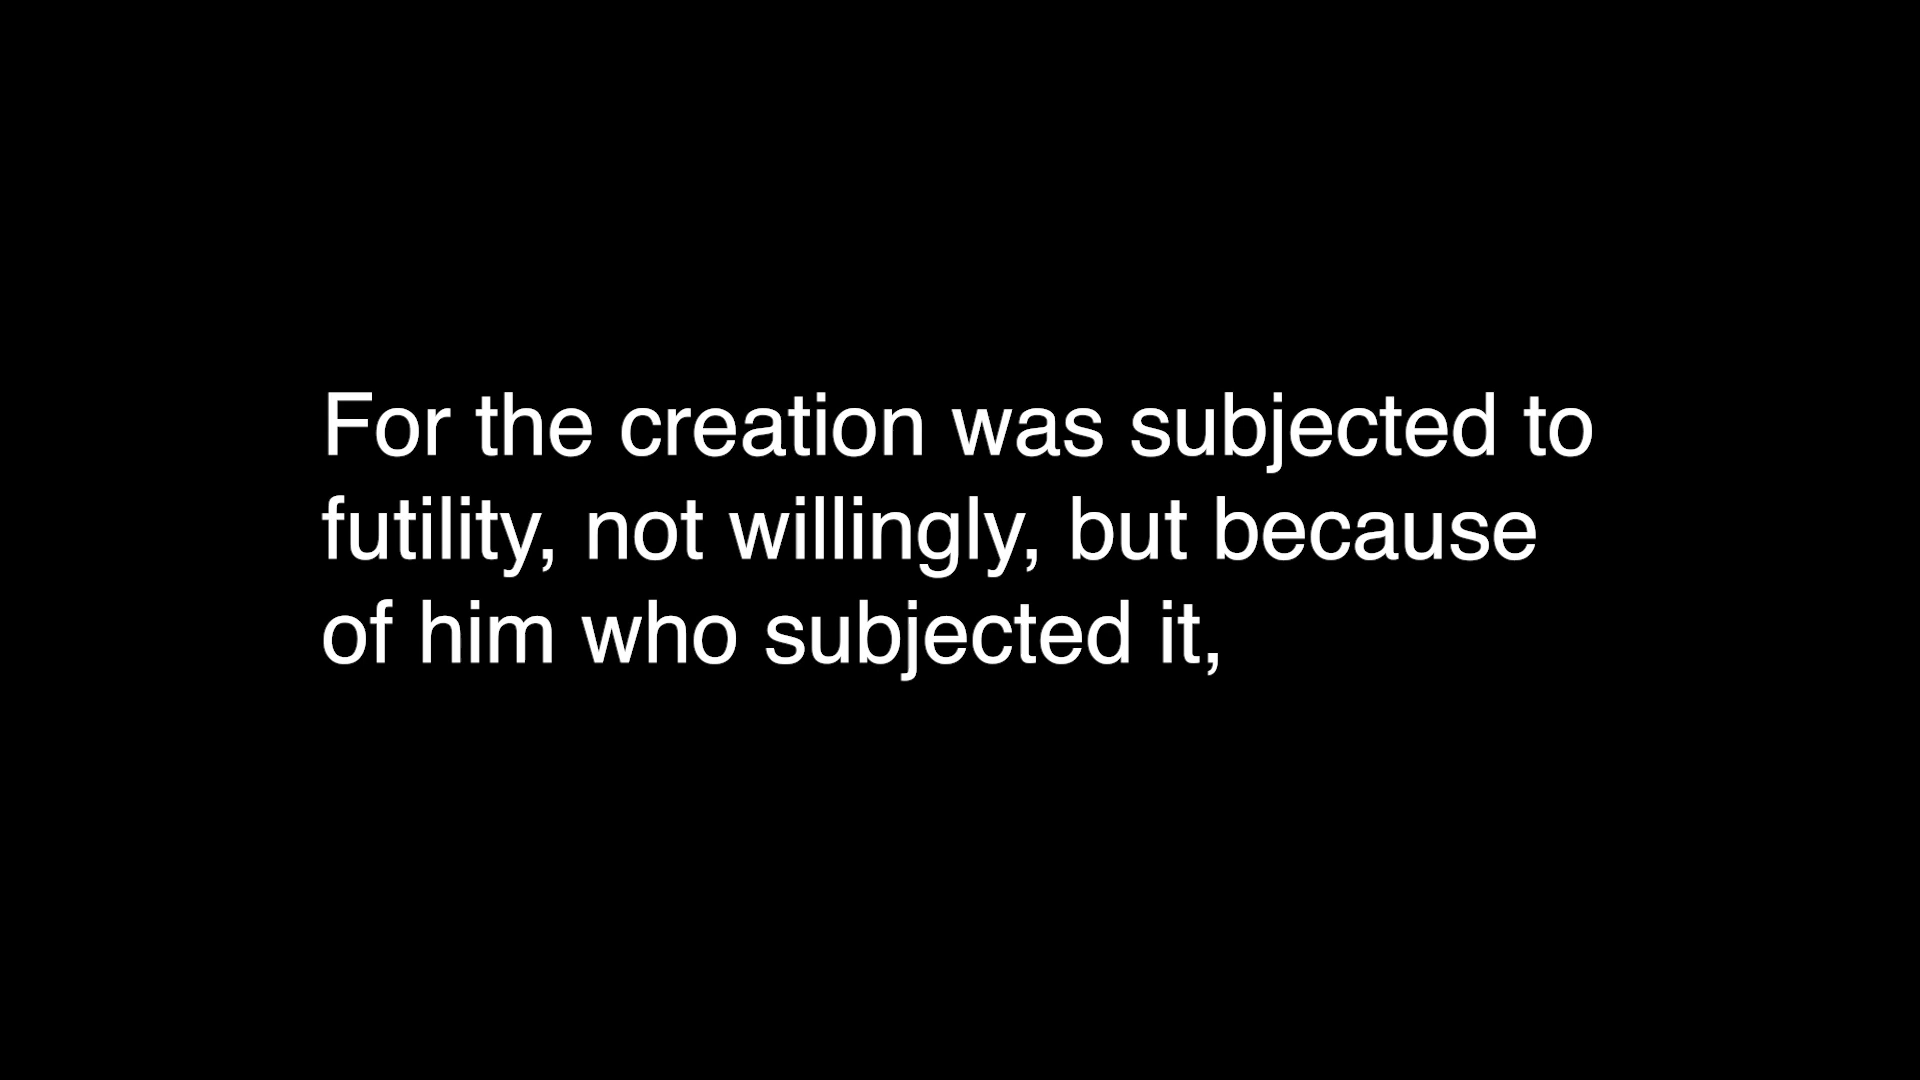 For the creation was subjected to
futility, not willingly, but because
of him who subjected it,